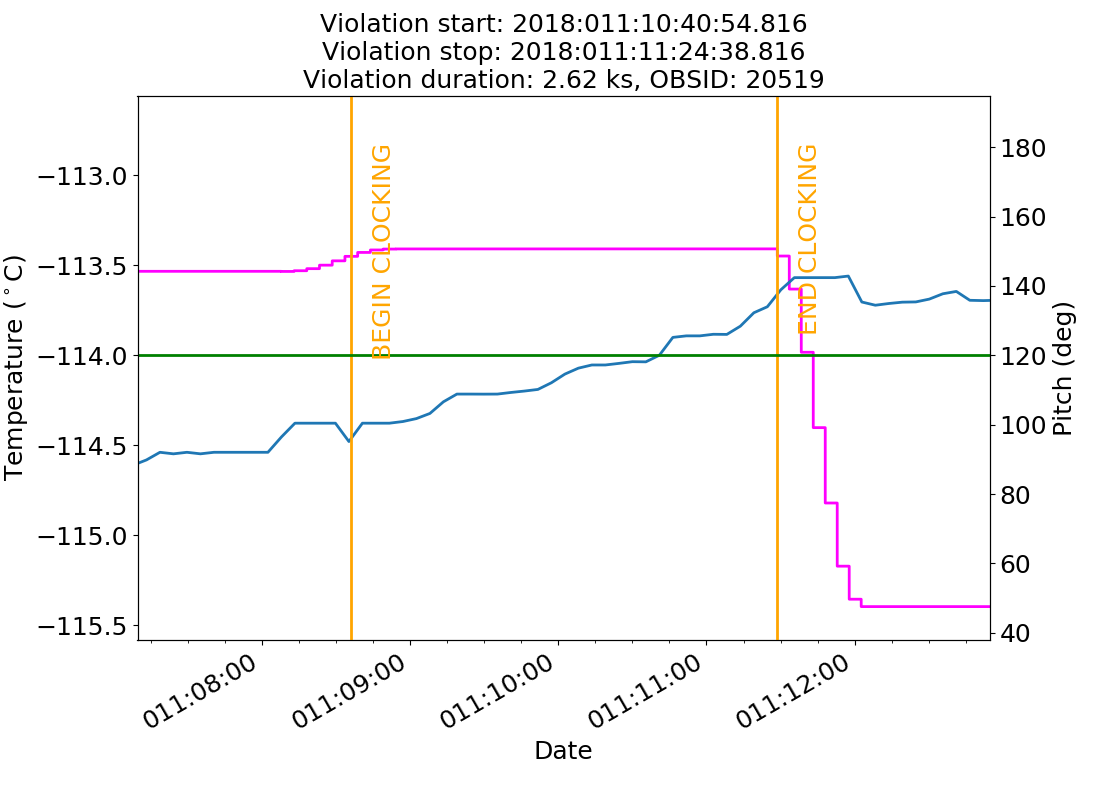 Violation start: 2018:011:10:40:54.816
Violation stop: 2018:011:11:24:38.816
Violation duration: 2.62 ks, OBSID: 20519
BEGIN CLOCKING
END CLOCKING
Temperature (°C)
−113.0
−113.5
−114.0
−114.5
−115.0
−115.5
180
160
140
120
100
80
60
40
Pitch (deg)
011:08:00
011:09:00
011:10:00
011:11:00
011:12:00
Date